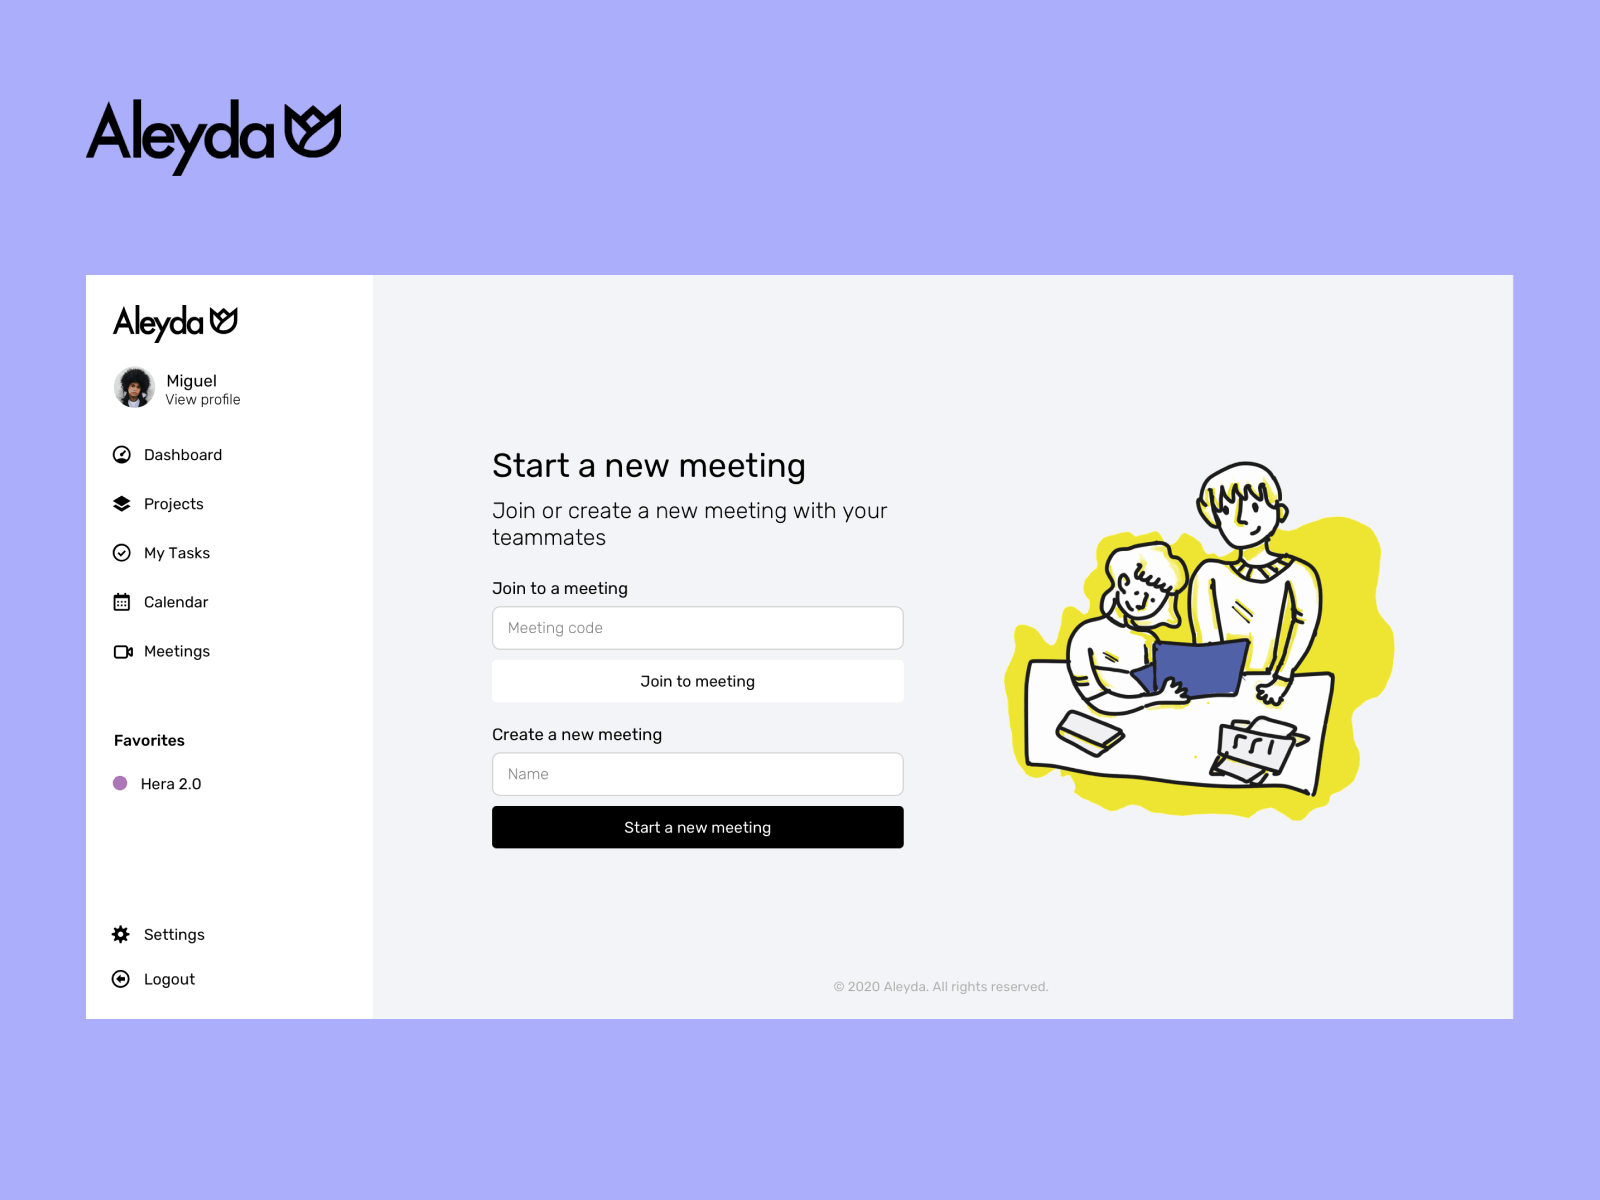 Aleyda
Aleyda
Miguel
View profile
Dashboard
Projects
My Tasks
Calendar
Meetings
Favorites
Hera 2.0
Settings
Logout
Start a new meeting
Join or create a new meeting with your
teammates
Join to a meeting
Meeting code
Join to meeting
Create a new meeting
Name
Start a new meeting
© 2020 Aleyda. All rights reserved.